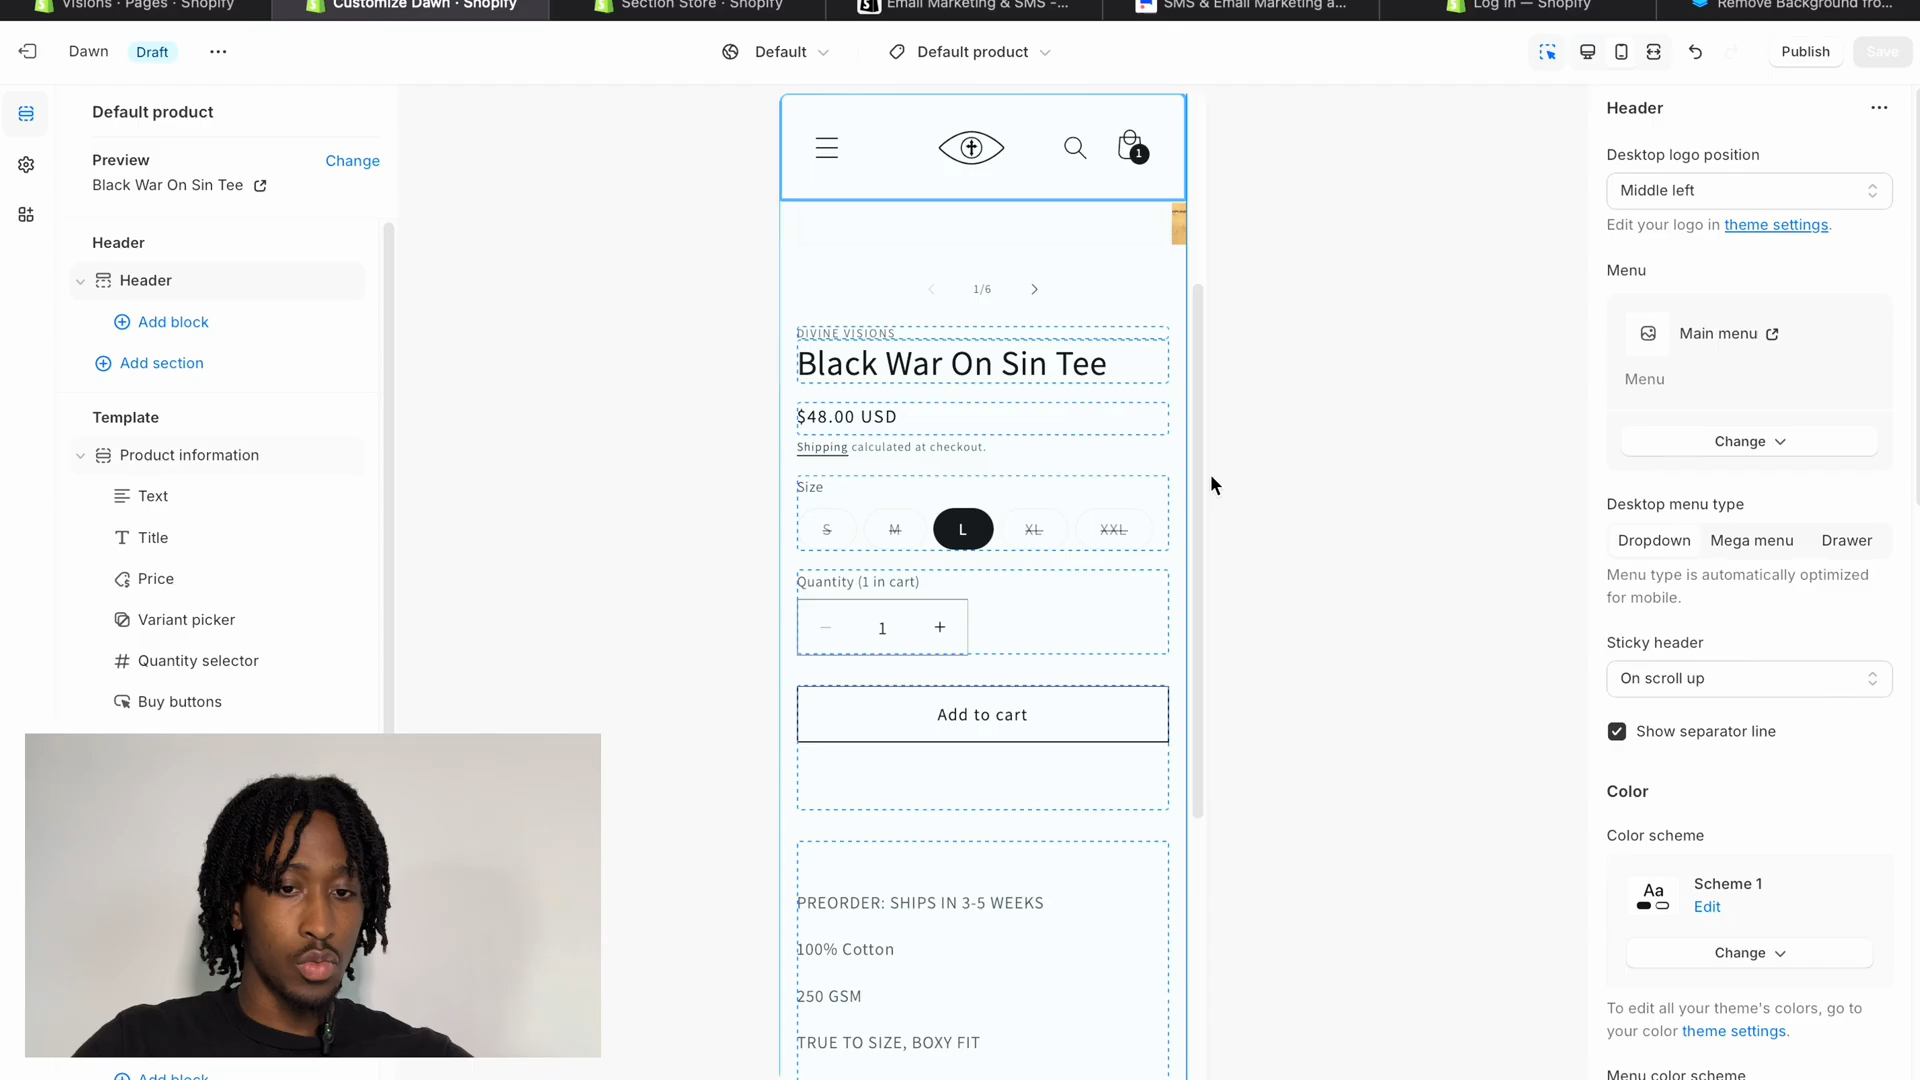 Visions · Pages · Shopify
Customize Dawn · Shopify
Section Store · Shopify
Email Marketing & SMS -...
SMS & Email Marketing a...
Log in — Shopify
Remove Background fro...
Dawn
Draft
Default
Default product
Publish
Save
Default product
Preview
Change
Black War On Sin Tee
Header
Header
Add block
Add section
Template
Product information
Text
Title
Price
Variant picker
Quantity selector
Buy buttons
Add block
1
1/6
DIVINE VISIONS
Black War On Sin Tee
$48.00 USD
Shipping calculated at checkout.
Size
S M L XL XXL
Quantity (1 in cart)
− 1 +
Add to cart
PREORDER: SHIPS IN 3-5 WEEKS
100% Cotton
250 GSM
TRUE TO SIZE, BOXY FIT
Header
Desktop logo position
Middle left
Edit your logo in theme settings.
Menu
Main menu
Menu
Change
Desktop menu type
Dropdown Mega menu Drawer
Menu type is automatically optimized
for mobile.
Sticky header
On scroll up
Show separator line
Color
Color scheme
Aa
Scheme 1
Edit
Change
To edit all your theme's colors, go to
your color theme settings.
Menu color scheme